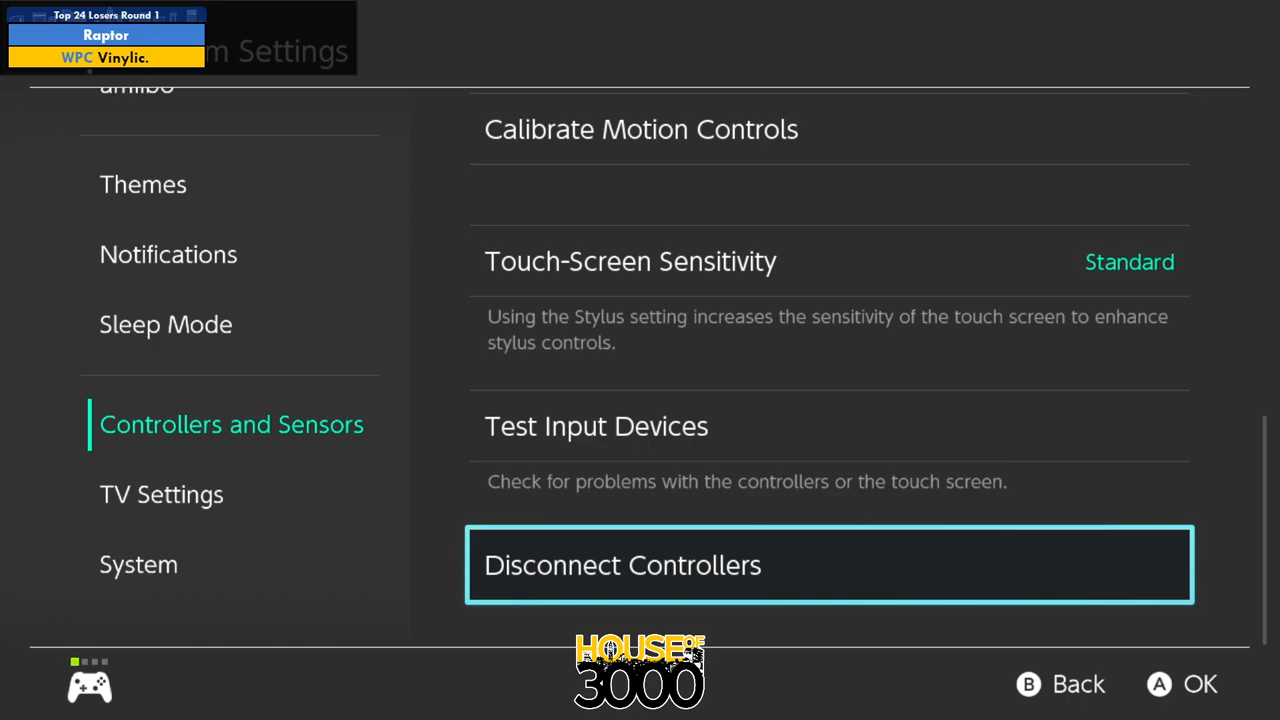 Top 24 Losers Round 1
Raptor
WPC Vinylic.
m Settings
amiibo
Themes
Notifications
Sleep Mode
Controllers and Sensors
TV Settings
System
Calibrate Motion Controls
Touch-Screen Sensitivity Standard
Using the Stylus setting increases the sensitivity of the touch screen to enhance
stylus controls.
Test Input Devices
Check for problems with the controllers or the touch screen.
Disconnect Controllers
HOUSE OF
3000
B Back A OK